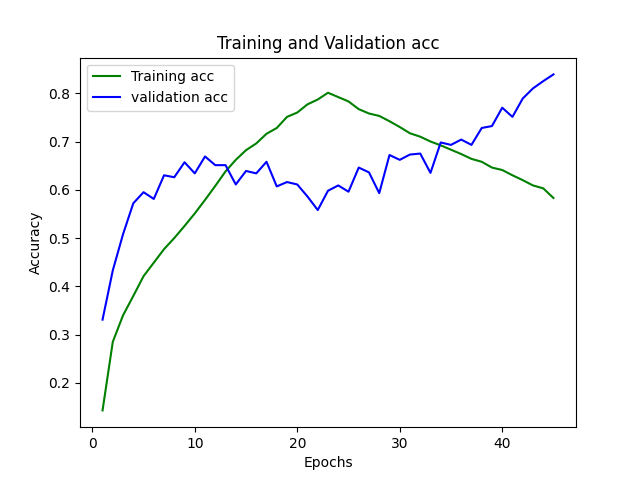 Training and Validation acc
Training acc
validation acc
0.8
0.7
0.6
0.5
0.4
0.3
0.2
Accuracy
0 10 20 30 40
Epochs